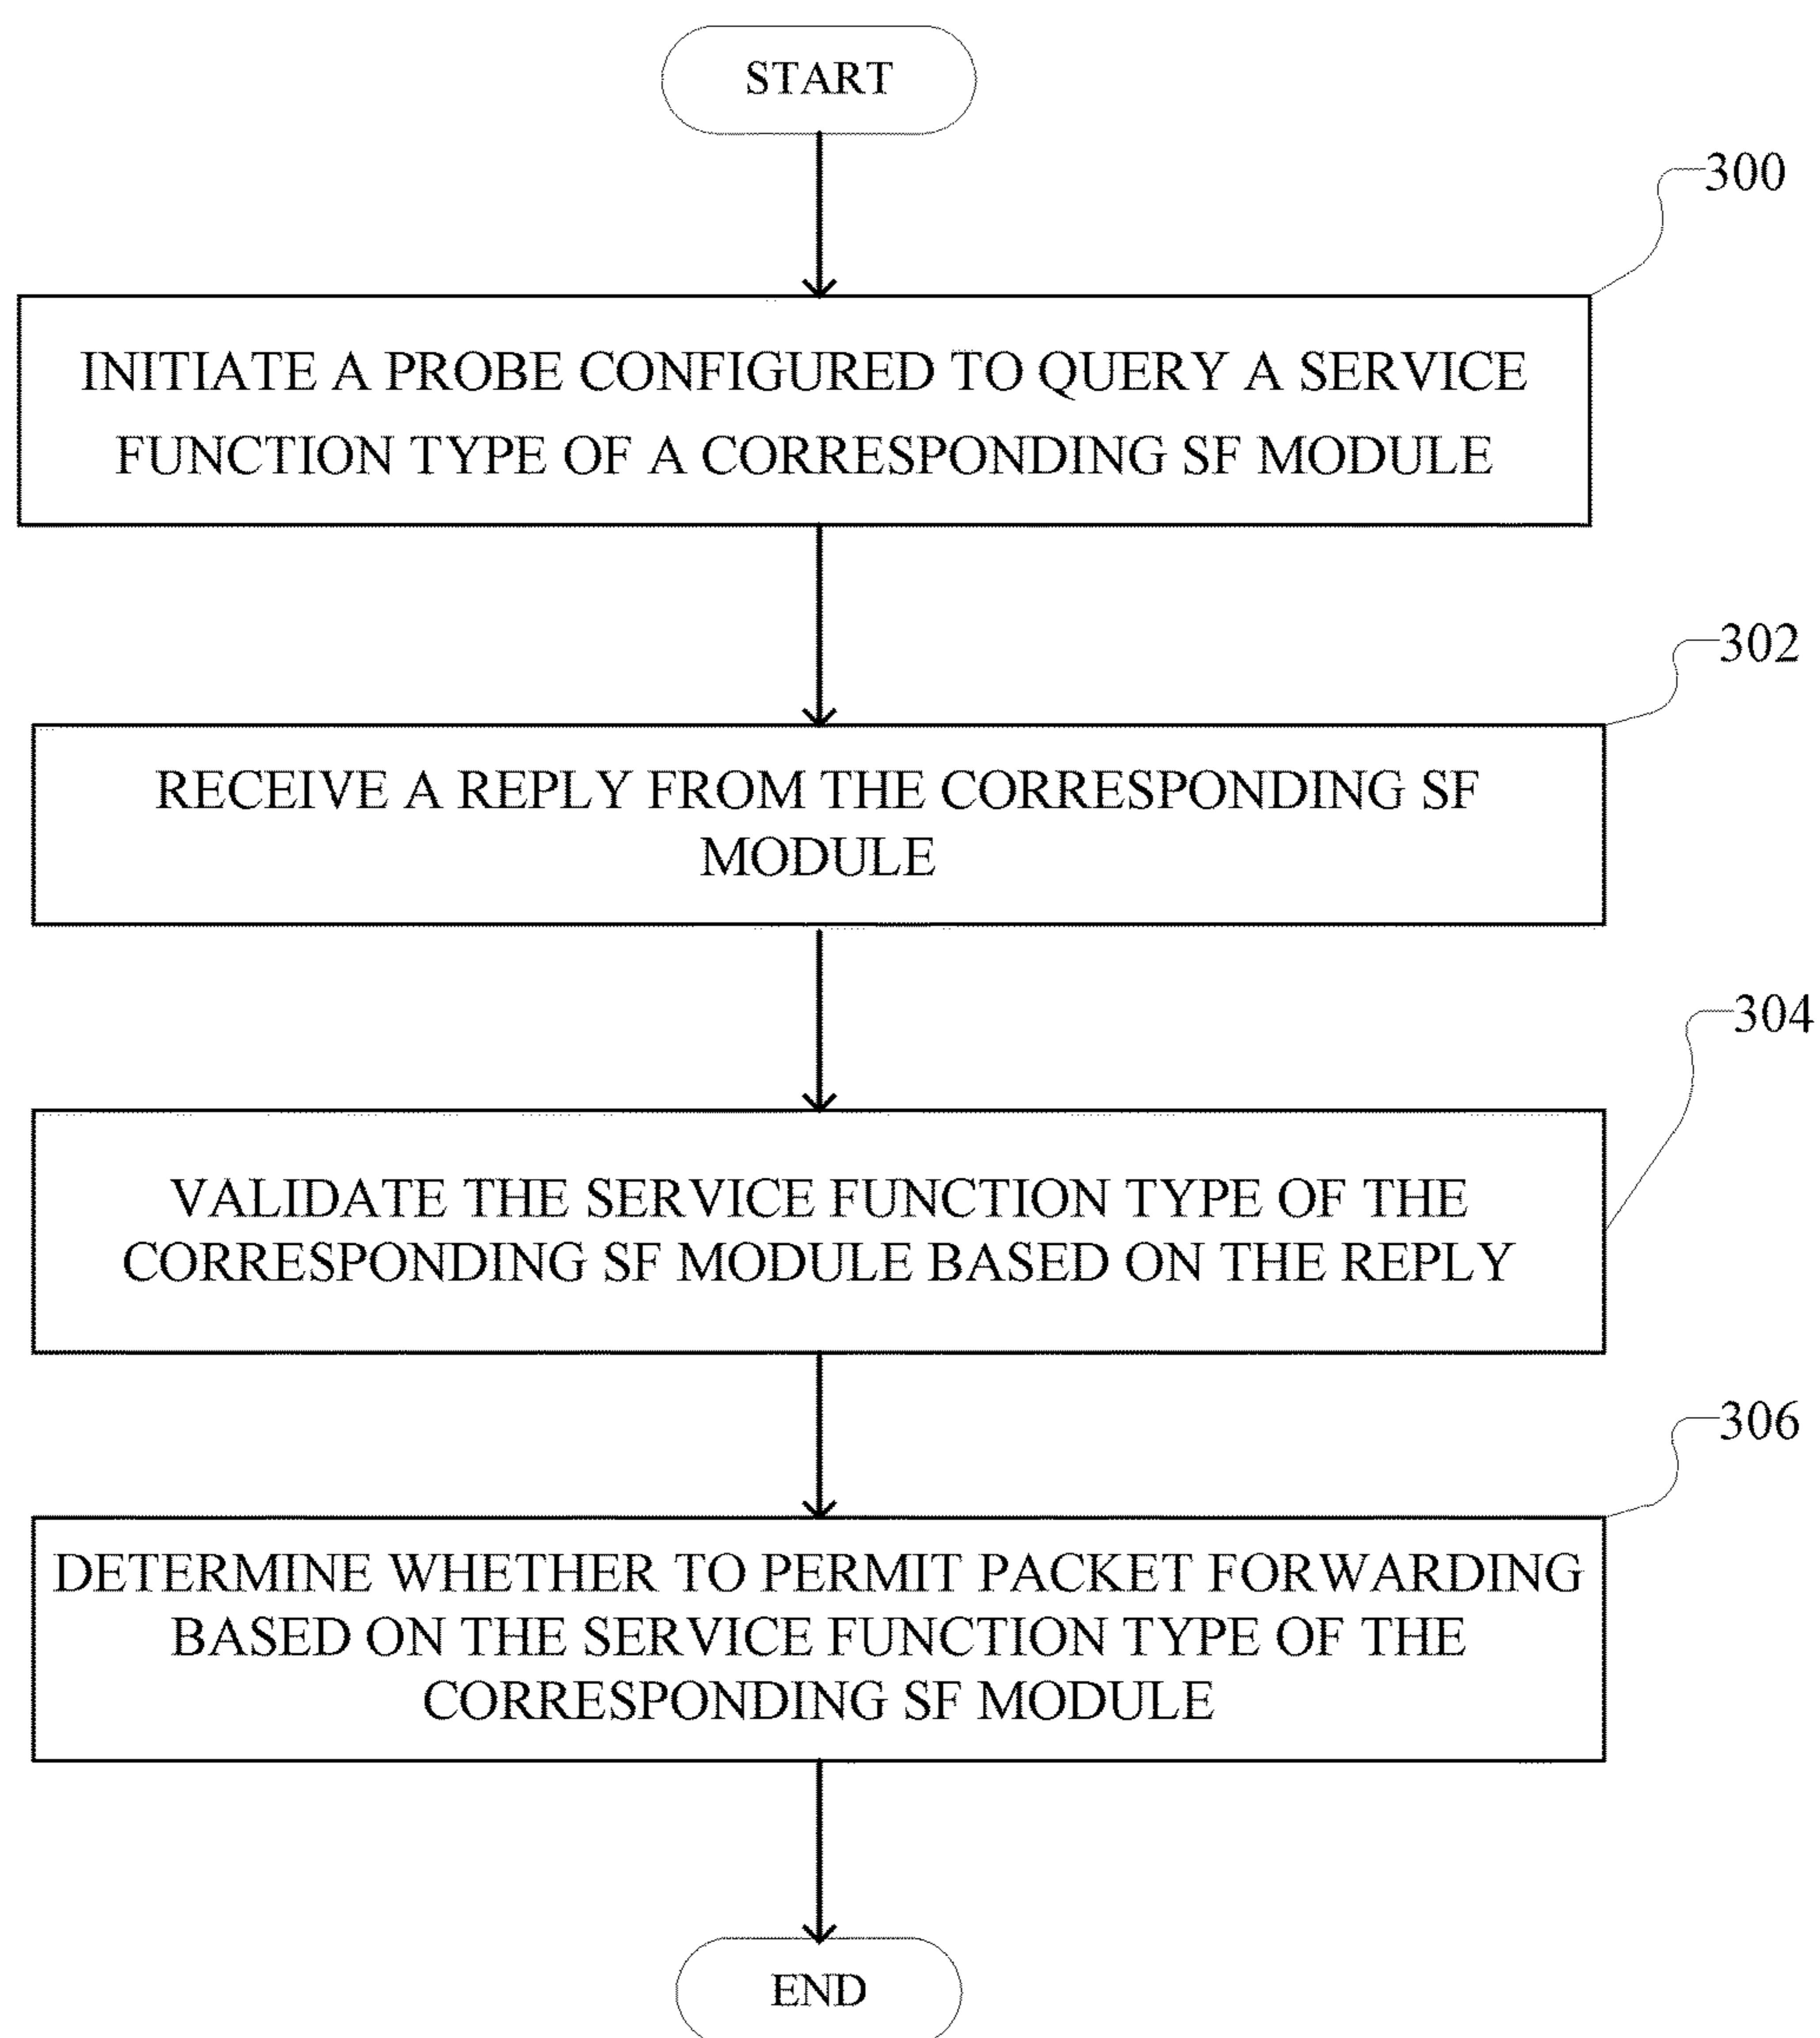 START
300
INITIATE A PROBE CONFIGURED TO QUERY A SERVICE
FUNCTION TYPE OF A CORRESPONDING SF MODULE
302
RECEIVE A REPLY FROM THE CORRESPONDING SF
MODULE
304
VALIDATE THE SERVICE FUNCTION TYPE OF THE
CORRESPONDING SF MODULE BASED ON THE REPLY
306
DETERMINE WHETHER TO PERMIT PACKET FORWARDING
BASED ON THE SERVICE FUNCTION TYPE OF THE
CORRESPONDING SF MODULE
END